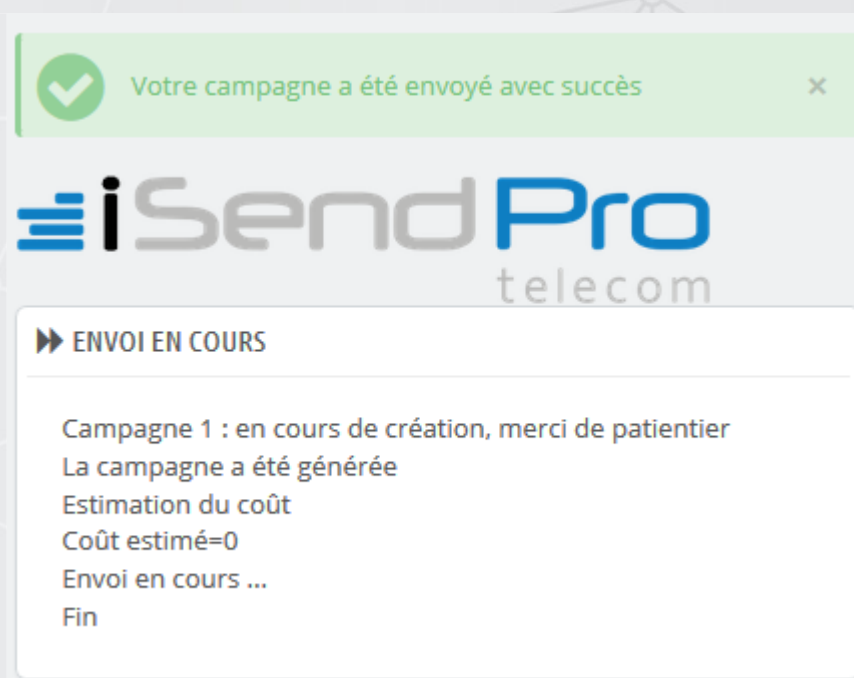 Votre campagne a été envoyé avec succès ×
iSendPro
telecom
ENVOI EN COURS
Campagne 1 : en cours de création, merci de patientier
La campagne a été générée
Estimation du coût
Coût estimé=0
Envoi en cours ...
Fin